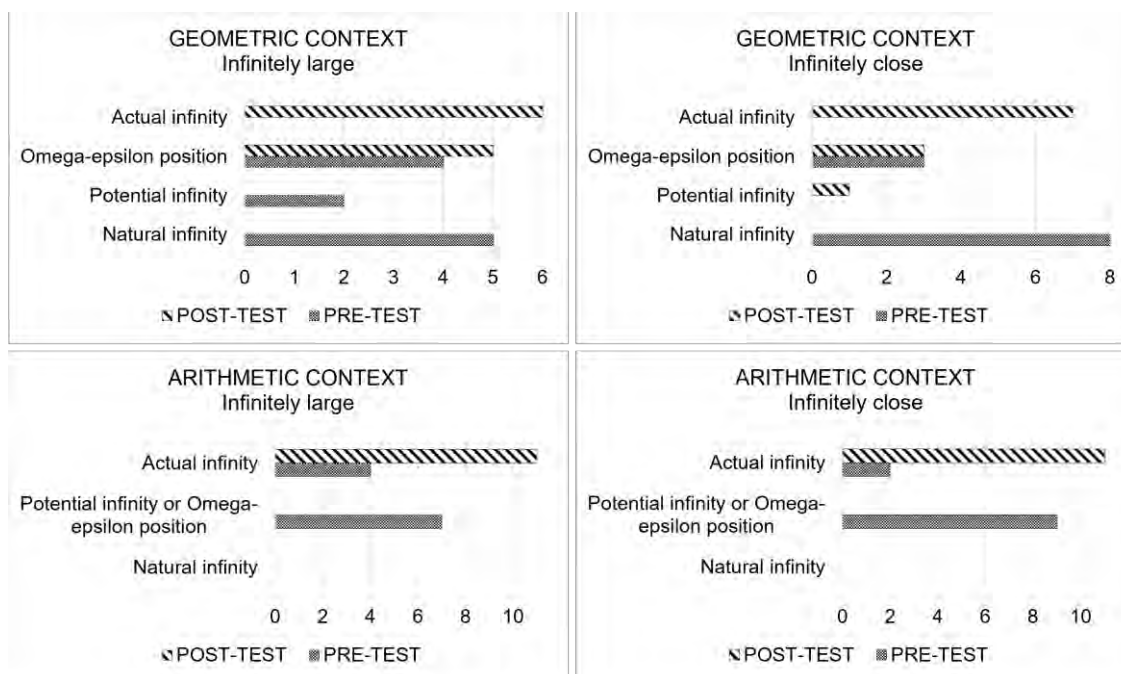 GEOMETRIC CONTEXT
Infinitely large
Actual infinity
Omega-epsilon position
Potential infinity
Natural infinity
0 1 2 3 4 5 6
POST-TEST PRE-TEST
GEOMETRIC CONTEXT
Infinitely close
Actual infinity
Omega-epsilon position
Potential infinity
Natural infinity
0 2 4 6 8
POST-TEST PRE-TEST
ARITHMETIC CONTEXT
Infinitely large
Actual infinity
Potential infinity or Omega-
epsilon position
Natural infinity
0 2 4 6 8 10
POST-TEST PRE-TEST
ARITHMETIC CONTEXT
Infinitely close
Actual infinity
Potential infinity or Omega-
epsilon position
Natural infinity
0 2 4 6 8 10
POST-TEST PRE-TEST